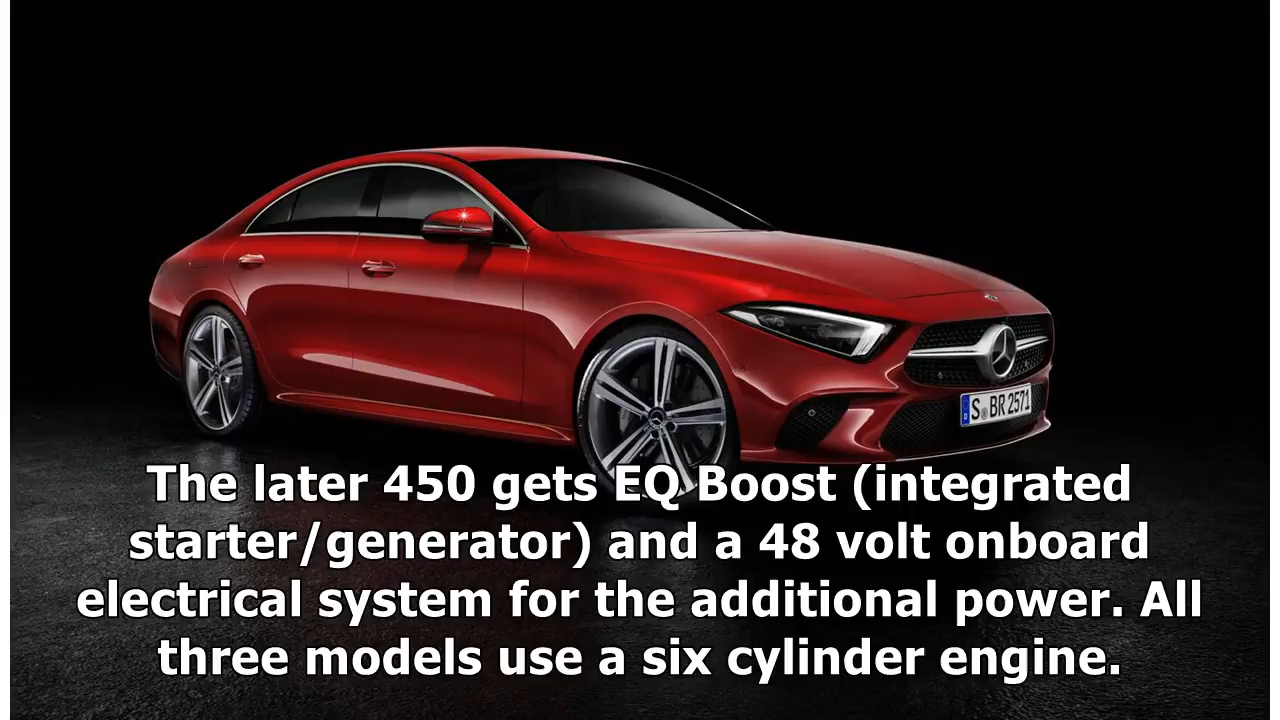 S BR 2571
The later 450 gets EQ Boost (integrated
starter/generator) and a 48 volt onboard
electrical system for the additional power. All
three models use a six cylinder engine.